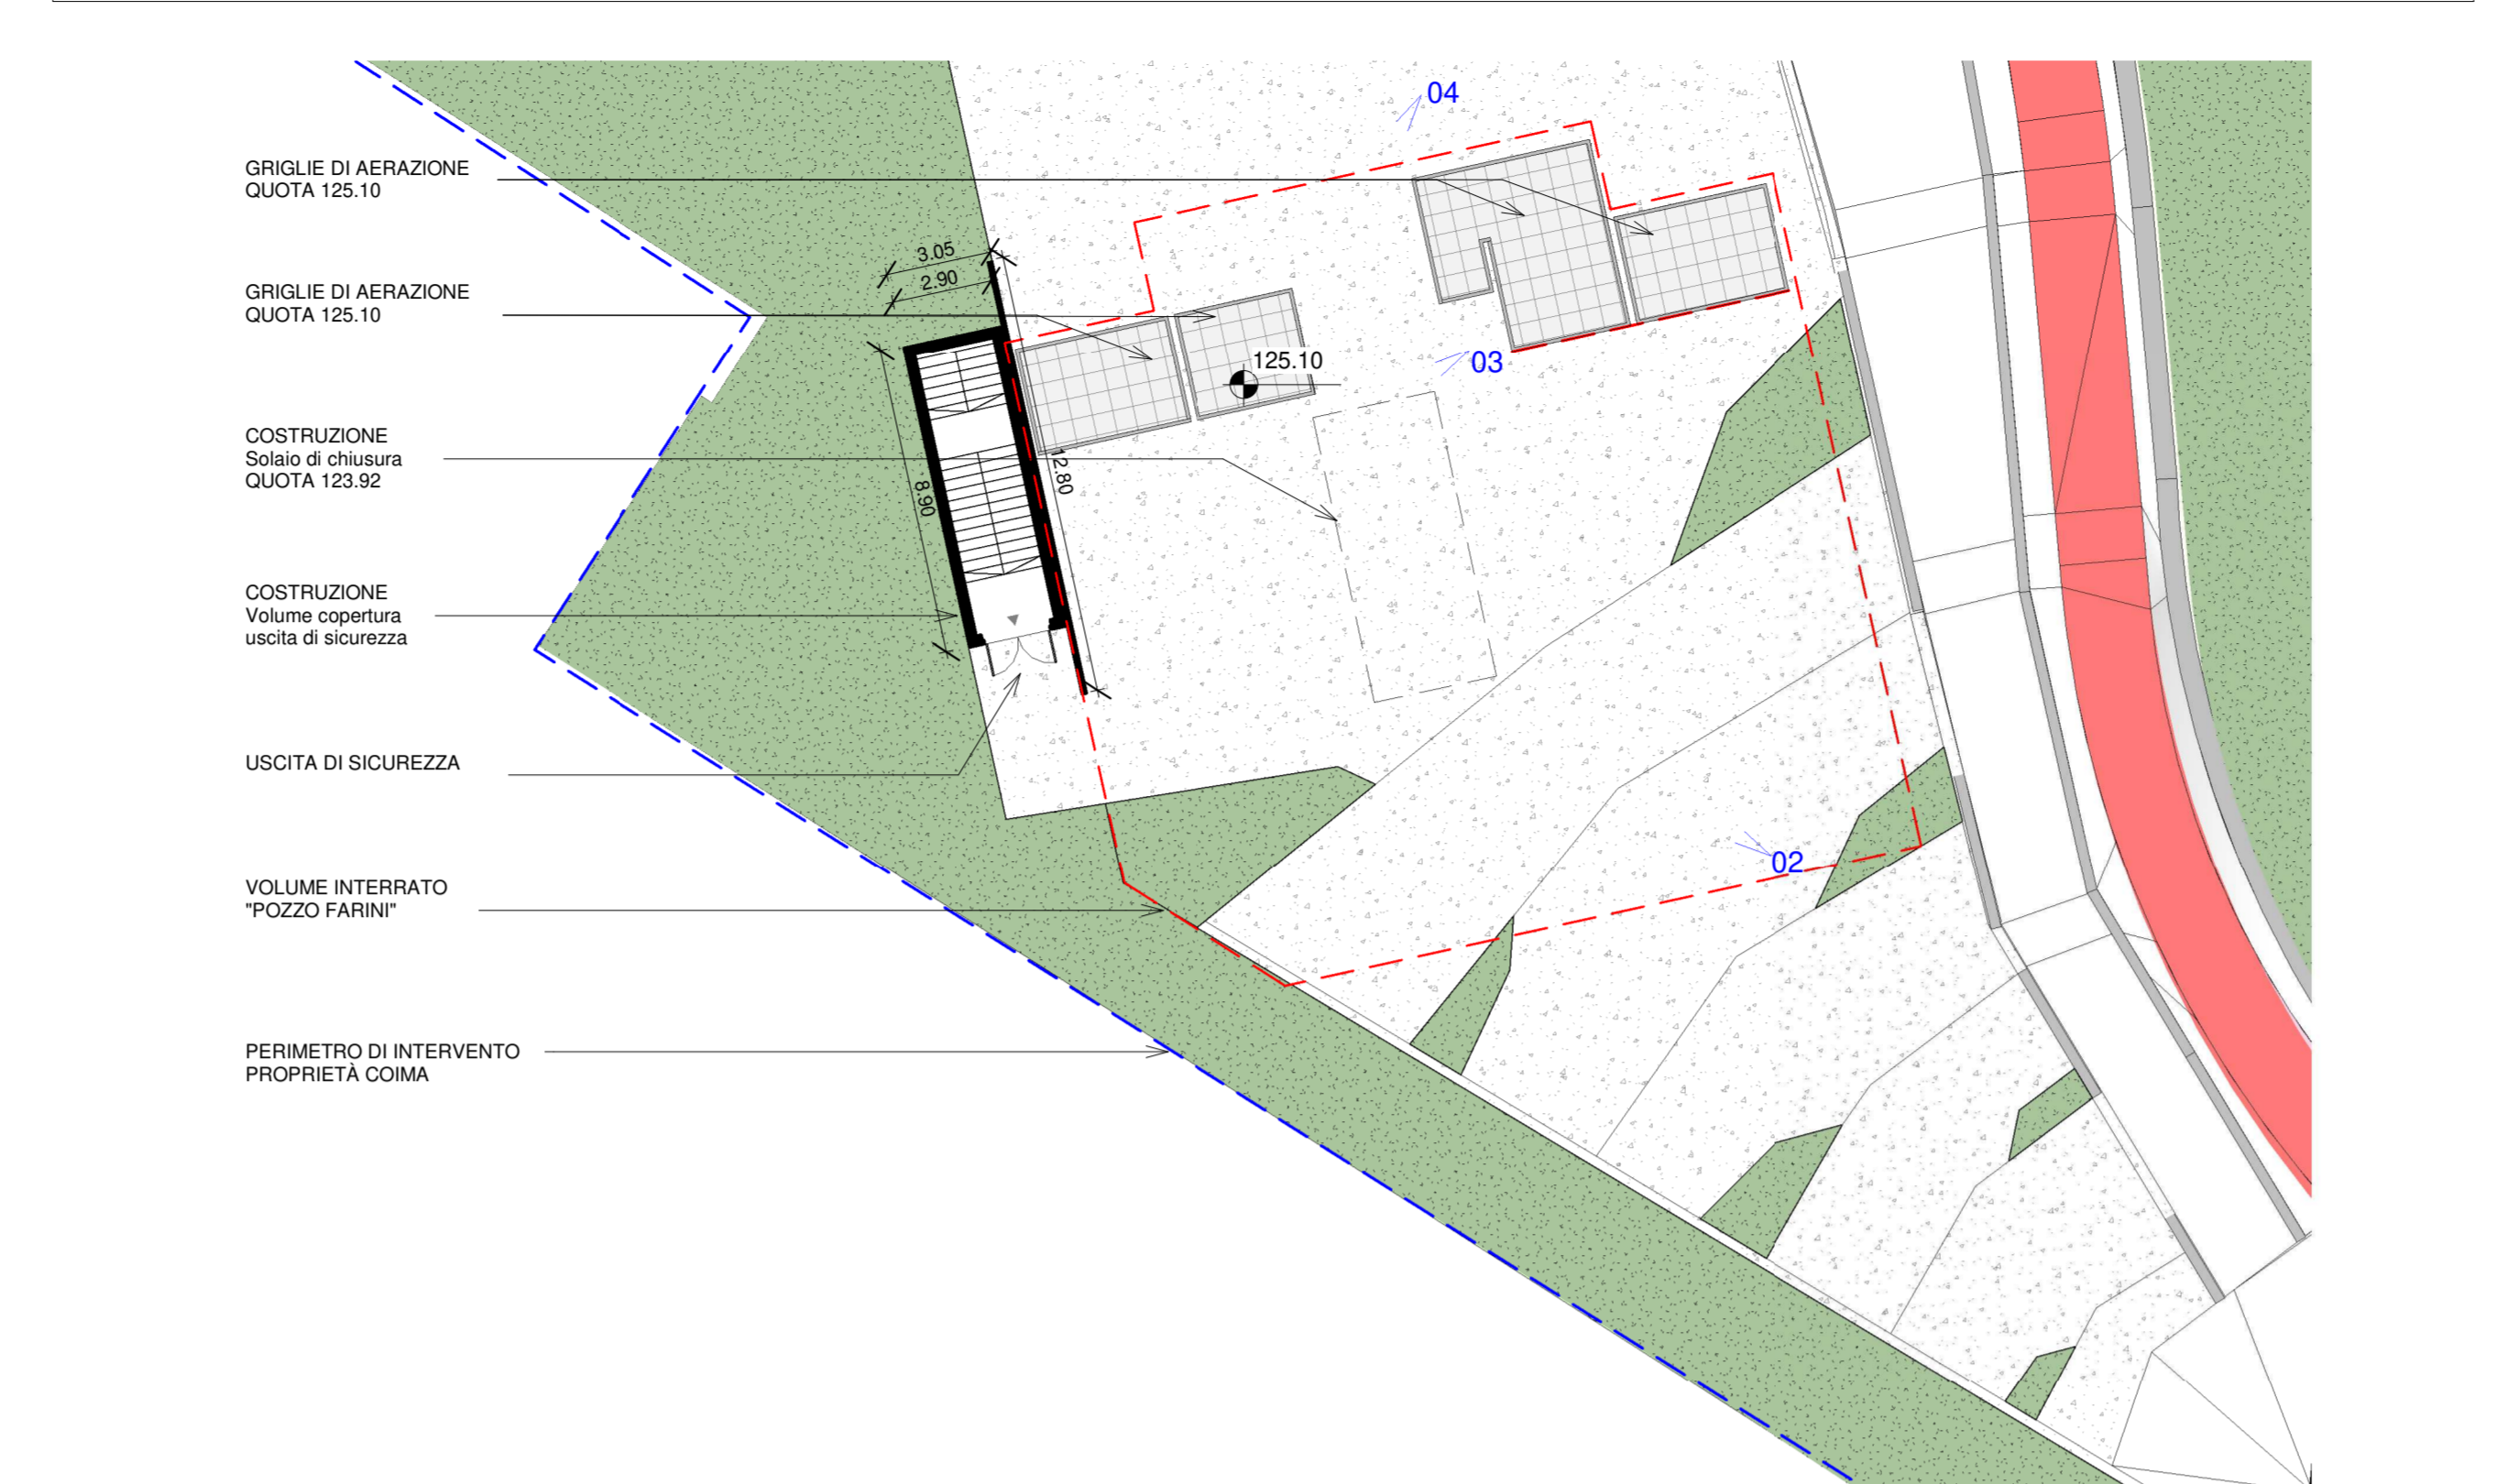 04
GRIGLIE DI AERAZIONE
QUOTA 125.10
3.05
2.90
GRIGLIE DI AERAZIONE
QUOTA 125.10
125.10
03
COSTRUZIONE
Solaio di chiusura
QUOTA 123.92
12.80
8.90
COSTRUZIONE
Volume copertura
uscita di sicurezza
USCITA DI SICUREZZA
02
VOLUME INTERRATO
"POZZO FARINI"
PERIMETRO DI INTERVENTO
PROPRIETÀ COIMA